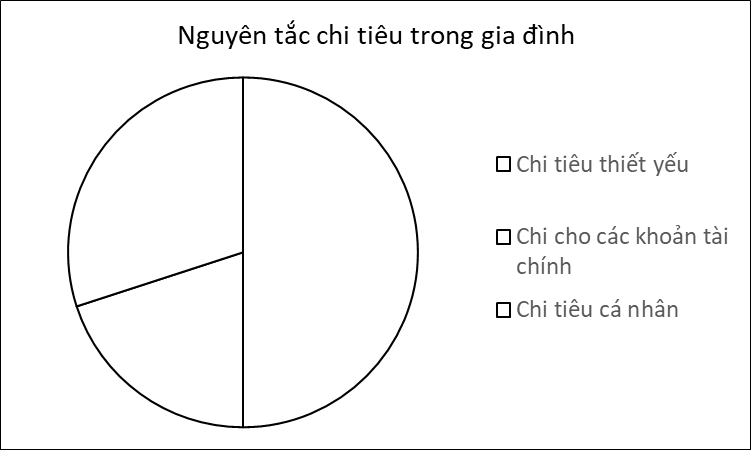 Nguyên tắc chi tiêu trong gia đình
Chi tiêu thiết yếu
Chi cho các khoản tài
chính
Chi tiêu cá nhân